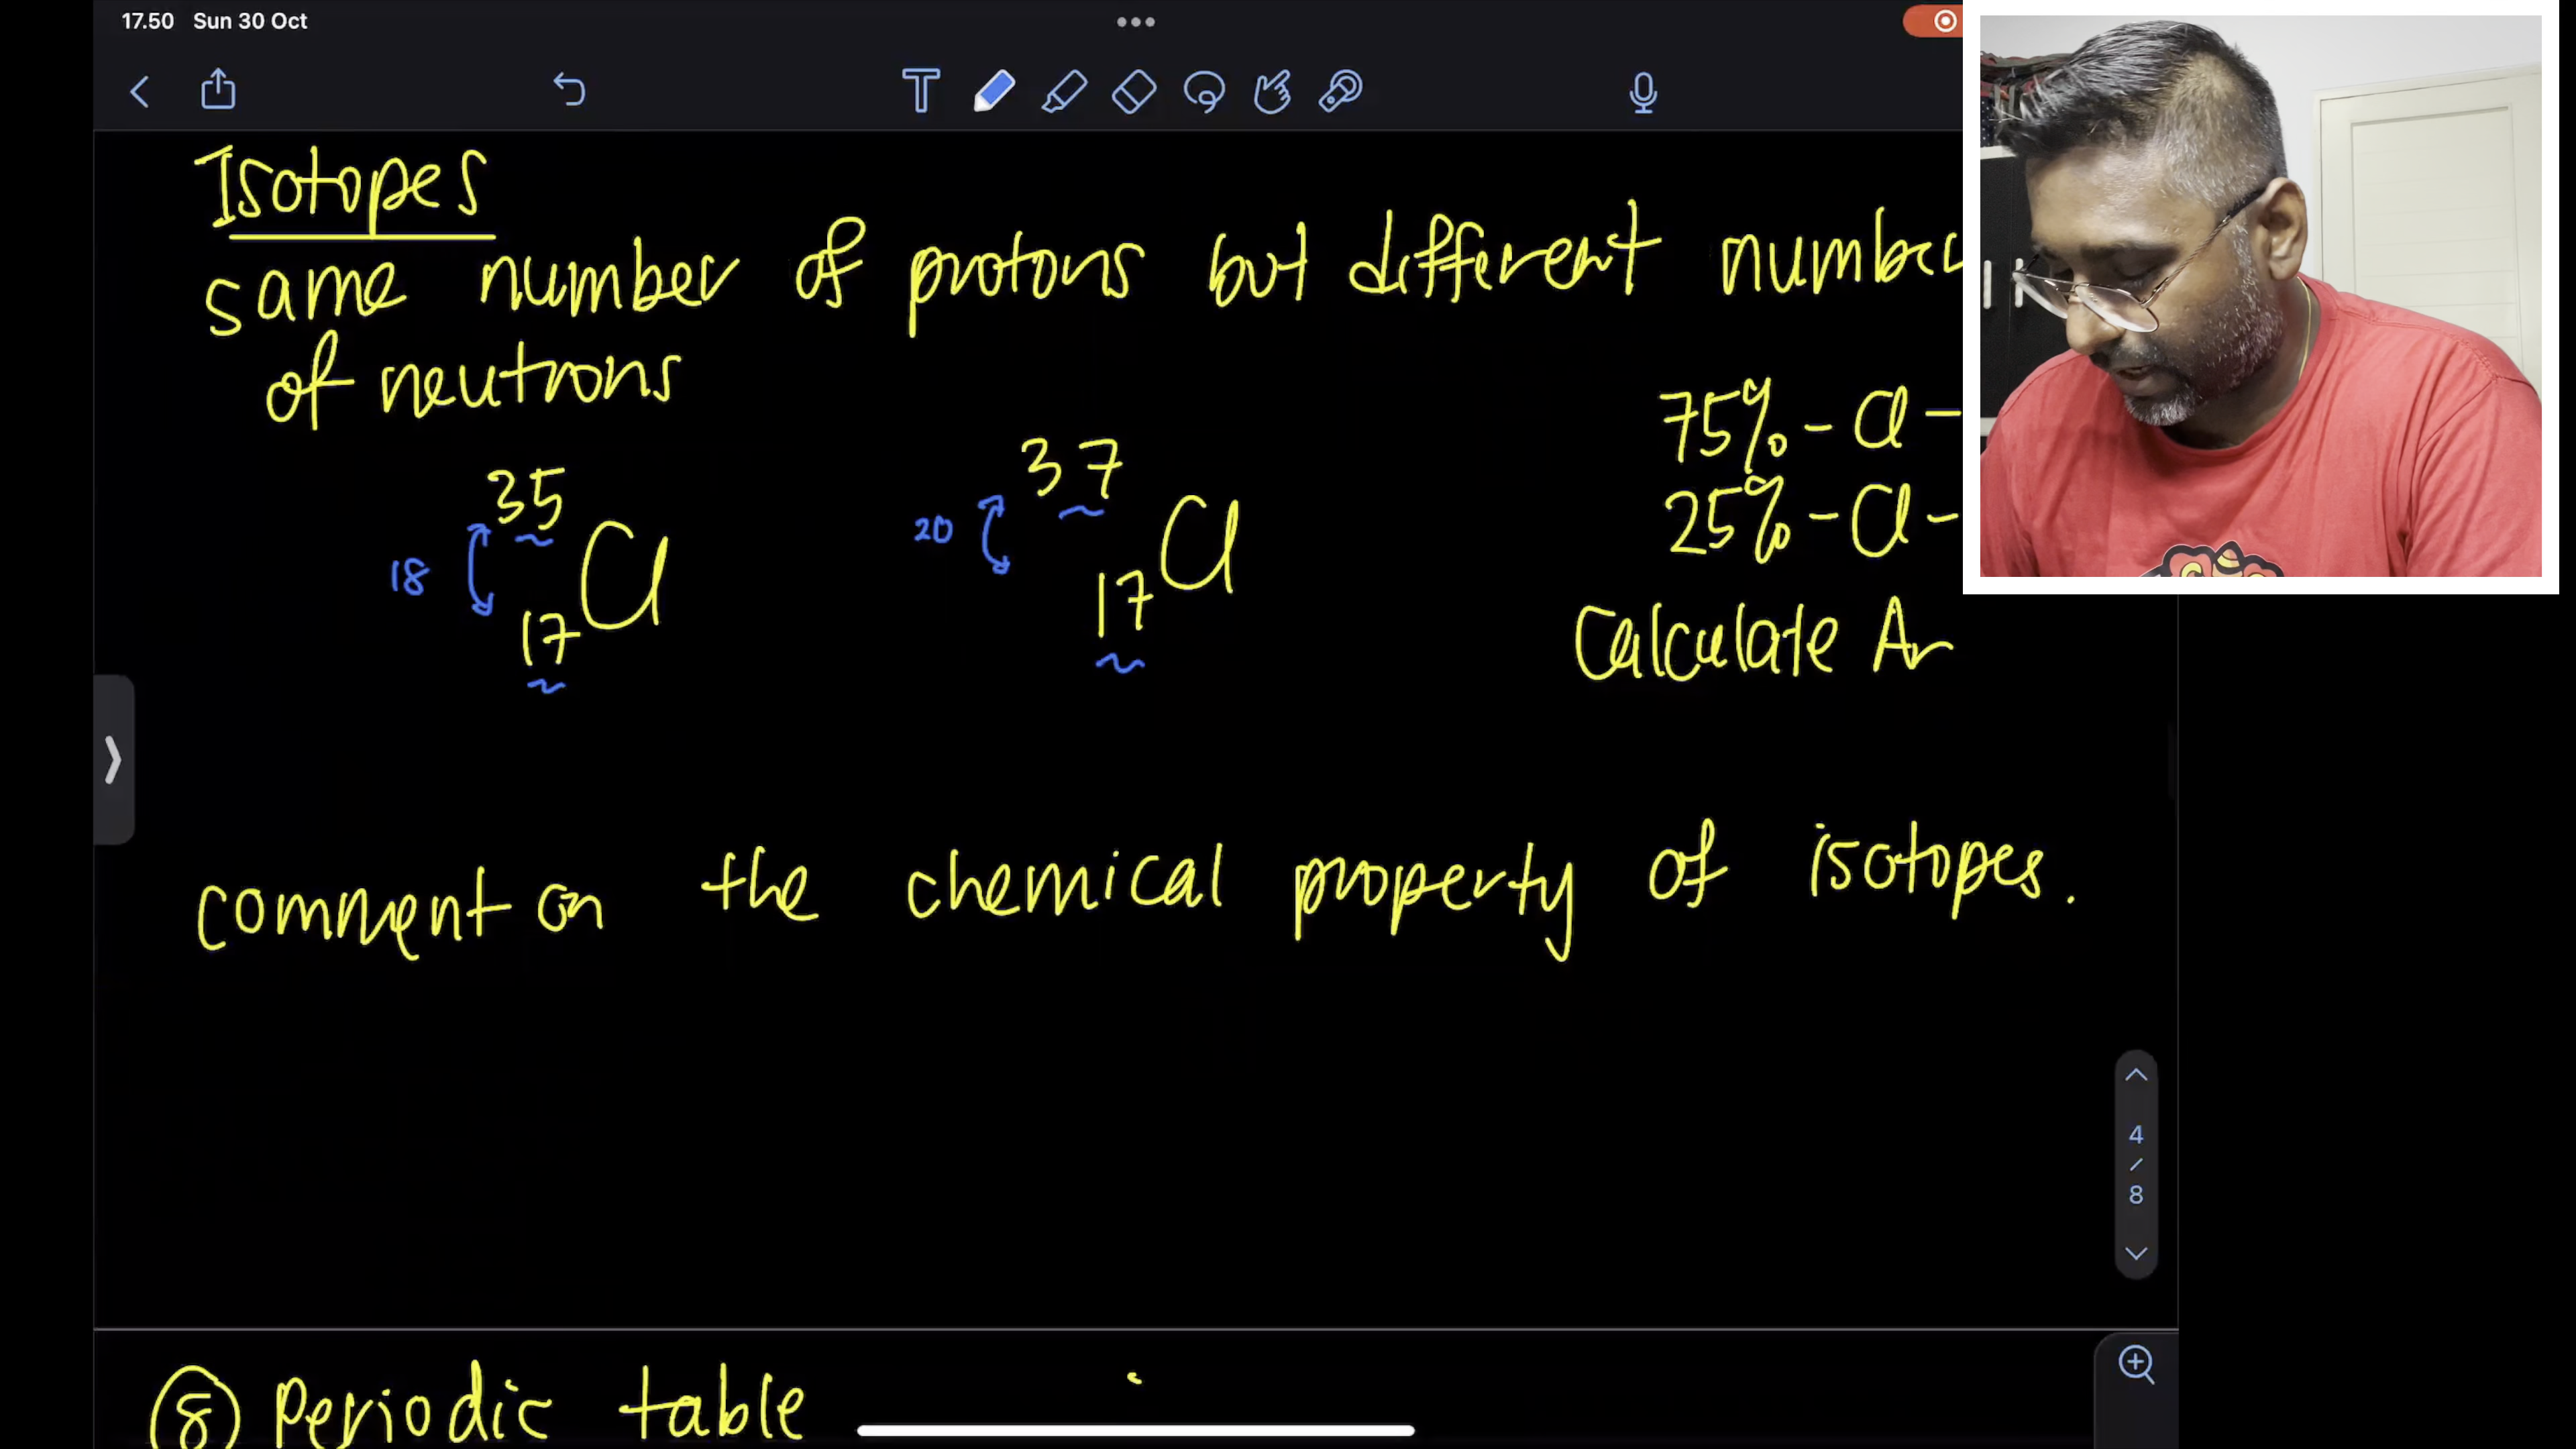 17.50 Sun 30 Oct
Isotopes
same number of protons but different number
of neutrons
75% - Cl -
35
37
18
20
Cl
Cl
25% - Cl -
17
17
Calculate Ar
comment on the chemical property of isotopes.
4
/
8
8 Periodic table